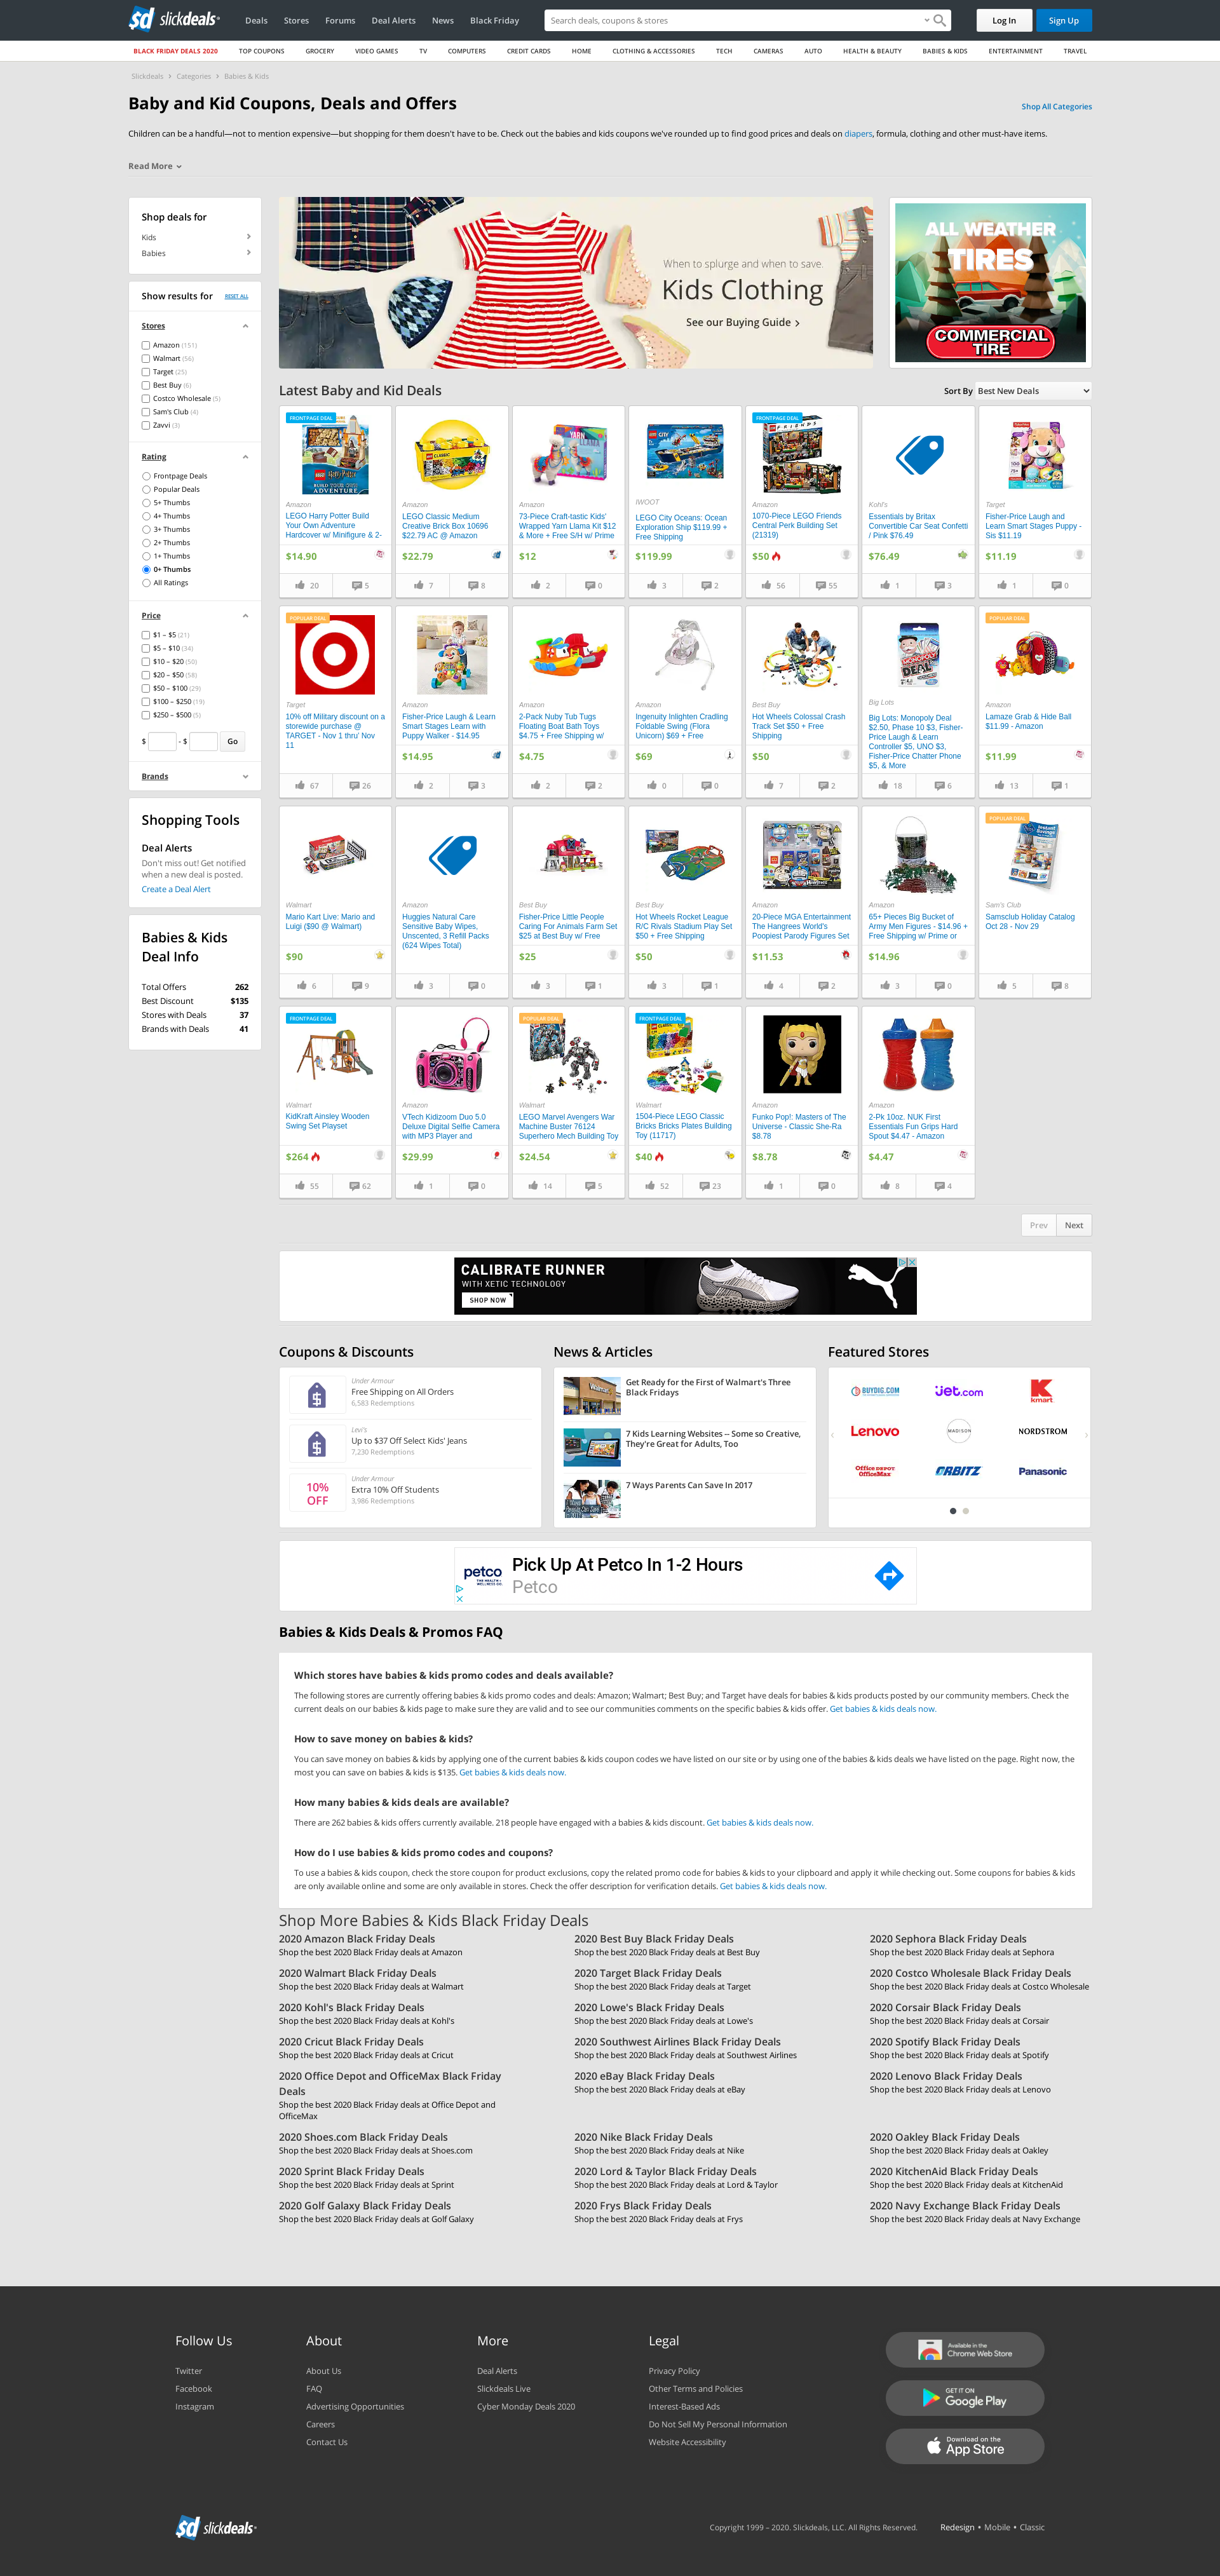 slickdeals
Deals
Stores
Forums
Deal Alerts
News
Black Friday
Search deals, coupons & stores
Log In
Sign Up
BLACK FRIDAY DEALS 2020
TOP COUPONS
GROCERY
VIDEO GAMES
TV
COMPUTERS
CREDIT CARDS
HOME
CLOTHING & ACCESSORIES
TECH
CAMERAS
AUTO
HEALTH & BEAUTY
BABIES & KIDS
ENTERTAINMENT
TRAVEL
Slickdeals › Categories › Babies & Kids
Baby and Kid Coupons, Deals and Offers
Shop All Categories
Children can be a handful—not to mention expensive—but shopping for them doesn't have to be. Check out the babies and kids coupons we've rounded up to find good prices and deals on diapers, formula, clothing and other must-have items.
Read More
Shop deals for
Kids
Babies
Show results for
RESET ALL
Stores
Amazon (151)
Walmart (56)
Target (25)
Best Buy (6)
Costco Wholesale (5)
Sam's Club (4)
Zavvi (3)
Rating
Frontpage Deals
Popular Deals
5+ Thumbs
4+ Thumbs
3+ Thumbs
2+ Thumbs
1+ Thumbs
0+ Thumbs
All Ratings
Price
$1 – $5 (21)
$5 – $10 (34)
$10 – $20 (50)
$20 – $50 (58)
$50 – $100 (29)
$100 – $250 (19)
$250 – $500 (5)
$ - $ Go
Brands
Shopping Tools
Deal Alerts
Don't miss out! Get notified
when a new deal is posted.
Create a Deal Alert
Babies & Kids
Deal Info
Total Offers 262
Best Discount $135
Stores with Deals 37
Brands with Deals 41
When to splurge and when to save.
Kids Clothing
See our Buying Guide
ALL WEATHER
TIRES
COMMERCIAL
TIRE
Latest Baby and Kid Deals
Sort By Best New Deals
FRONTPAGE DEAL
Amazon
LEGO Harry Potter Build
Your Own Adventure
Hardcover w/ Minifigure & 2-
$14.90
20 5
Amazon
LEGO Classic Medium
Creative Brick Box 10696
$22.79 AC @ Amazon
$22.79
7 8
Amazon
73-Piece Craft-tastic Kids'
Wrapped Yarn Llama Kit $12
& More + Free S/H w/ Prime
$12
2 0
IWOOT
LEGO City Oceans: Ocean
Exploration Ship $119.99 +
Free Shipping
$119.99
3 2
FRONTPAGE DEAL
Amazon
1070-Piece LEGO Friends
Central Perk Building Set
(21319)
$50
56 55
Kohl's
Essentials by Britax
Convertible Car Seat Confetti
/ Pink $76.49
$76.49
1 3
Target
Fisher-Price Laugh and
Learn Smart Stages Puppy -
Sis $11.19
$11.19
1 0
POPULAR DEAL
Target
10% off Military discount on a
storewide purchase @
TARGET - Nov 1 thru' Nov
11
67 26
Amazon
Fisher-Price Laugh & Learn
Smart Stages Learn with
Puppy Walker - $14.95
$14.95
2 3
Amazon
2-Pack Nuby Tub Tugs
Floating Boat Bath Toys
$4.75 + Free Shipping w/
$4.75
2 2
Amazon
Ingenuity Inlighten Cradling
Foldable Swing (Flora
Unicorn) $69 + Free
$69
0 0
Best Buy
Hot Wheels Colossal Crash
Track Set $50 + Free
Shipping
$50
7 2
Big Lots
Big Lots: Monopoly Deal
$2.50, Phase 10 $3, Fisher-
Price Laugh & Learn
Controller $5, UNO $3,
Fisher-Price Chatter Phone
$5, & More
18 6
POPULAR DEAL
Amazon
Lamaze Grab & Hide Ball
$11.99 - Amazon
$11.99
13 1
Walmart
Mario Kart Live: Mario and
Luigi ($90 @ Walmart)
$90
6 9
Amazon
Huggies Natural Care
Sensitive Baby Wipes,
Unscented, 3 Refill Packs
(624 Wipes Total)
3 0
Best Buy
Fisher-Price Little People
Caring For Animals Farm Set
$25 at Best Buy w/ Free
$25
3 1
Best Buy
Hot Wheels Rocket League
R/C Rivals Stadium Play Set
$50 + Free Shipping
$50
3 1
Amazon
20-Piece MGA Entertainment
The Hangrees World's
Poopiest Parody Figures Set
$11.53
4 2
Amazon
65+ Pieces Big Bucket of
Army Men Figures - $14.96 +
Free Shipping w/ Prime or
$14.96
3 0
POPULAR DEAL
Sam's Club
Samsclub Holiday Catalog
Oct 28 - Nov 29
5 8
FRONTPAGE DEAL
Walmart
KidKraft Ainsley Wooden
Swing Set Playset
$264
55 62
Amazon
VTech Kidizoom Duo 5.0
Deluxe Digital Selfie Camera
with MP3 Player and
$29.99
1 0
POPULAR DEAL
Walmart
LEGO Marvel Avengers War
Machine Buster 76124
Superhero Mech Building Toy
$24.54
14 5
FRONTPAGE DEAL
Walmart
1504-Piece LEGO Classic
Bricks Bricks Plates Building
Toy (11717)
$40
52 23
Amazon
Funko Pop!: Masters of The
Universe - Classic She-Ra
$8.78
$8.78
1 0
Amazon
2-Pk 10oz. NUK First
Essentials Fun Grips Hard
Spout $4.47 - Amazon
$4.47
8 4
Prev Next
CALIBRATE RUNNER
WITH XETIC TECHNOLOGY
SHOP NOW
Coupons & Discounts
Under Armour
Free Shipping on All Orders
6,583 Redemptions
Levi's
Up to $37 Off Select Kids' Jeans
7,230 Redemptions
10%
OFF
Under Armour
Extra 10% Off Students
3,986 Redemptions
News & Articles
Get Ready for the First of Walmart's Three
Black Fridays
7 Kids Learning Websites -- Some so Creative,
They're Great for Adults, Too
7 Ways Parents Can Save In 2017
Featured Stores
BUYDIG.COM
jet.com
kmart
Lenovo
MADISON
NORDSTROM
Office DEPOT
OfficeMax
ORBITZ
Panasonic
petco
Pick Up At Petco In 1-2 Hours
Petco
Babies & Kids Deals & Promos FAQ
Which stores have babies & kids promo codes and deals available?
The following stores are currently offering babies & kids promo codes and deals: Amazon; Walmart; Best Buy; and Target have deals for babies & kids products posted by our community members. Check the
current deals on our babies & kids page to make sure they are valid and to see our communities comments on the specific babies & kids offer. Get babies & kids deals now.
How to save money on babies & kids?
You can save money on babies & kids by applying one of the current babies & kids coupon codes we have listed on our site or by using one of the babies & kids deals we have listed on the page. Right now, the
most you can save on babies & kids is $135. Get babies & kids deals now.
How many babies & kids deals are available?
There are 262 babies & kids offers currently available. 218 people have engaged with a babies & kids discount. Get babies & kids deals now.
How do I use babies & kids promo codes and coupons?
To use a babies & kids coupon, check the store coupon for product exclusions, copy the related promo code for babies & kids to your clipboard and apply it while checking out. Some coupons for babies & kids
are only available online and some are only available in stores. Check the offer description for verification details. Get babies & kids deals now.
Shop More Babies & Kids Black Friday Deals
2020 Amazon Black Friday Deals
Shop the best 2020 Black Friday deals at Amazon
2020 Best Buy Black Friday Deals
Shop the best 2020 Black Friday deals at Best Buy
2020 Sephora Black Friday Deals
Shop the best 2020 Black Friday deals at Sephora
2020 Walmart Black Friday Deals
Shop the best 2020 Black Friday deals at Walmart
2020 Target Black Friday Deals
Shop the best 2020 Black Friday deals at Target
2020 Costco Wholesale Black Friday Deals
Shop the best 2020 Black Friday deals at Costco Wholesale
2020 Kohl's Black Friday Deals
Shop the best 2020 Black Friday deals at Kohl's
2020 Lowe's Black Friday Deals
Shop the best 2020 Black Friday deals at Lowe's
2020 Corsair Black Friday Deals
Shop the best 2020 Black Friday deals at Corsair
2020 Cricut Black Friday Deals
Shop the best 2020 Black Friday deals at Cricut
2020 Southwest Airlines Black Friday Deals
Shop the best 2020 Black Friday deals at Southwest Airlines
2020 Spotify Black Friday Deals
Shop the best 2020 Black Friday deals at Spotify
2020 Office Depot and OfficeMax Black Friday
Deals
Shop the best 2020 Black Friday deals at Office Depot and
OfficeMax
2020 eBay Black Friday Deals
Shop the best 2020 Black Friday deals at eBay
2020 Lenovo Black Friday Deals
Shop the best 2020 Black Friday deals at Lenovo
2020 Shoes.com Black Friday Deals
Shop the best 2020 Black Friday deals at Shoes.com
2020 Nike Black Friday Deals
Shop the best 2020 Black Friday deals at Nike
2020 Oakley Black Friday Deals
Shop the best 2020 Black Friday deals at Oakley
2020 Sprint Black Friday Deals
Shop the best 2020 Black Friday deals at Sprint
2020 Lord & Taylor Black Friday Deals
Shop the best 2020 Black Friday deals at Lord & Taylor
2020 KitchenAid Black Friday Deals
Shop the best 2020 Black Friday deals at KitchenAid
2020 Golf Galaxy Black Friday Deals
Shop the best 2020 Black Friday deals at Golf Galaxy
2020 Frys Black Friday Deals
Shop the best 2020 Black Friday deals at Frys
2020 Navy Exchange Black Friday Deals
Shop the best 2020 Black Friday deals at Navy Exchange
Follow Us
Twitter
Facebook
Instagram
About
About Us
FAQ
Advertising Opportunities
Careers
Contact Us
More
Deal Alerts
Slickdeals Live
Cyber Monday Deals 2020
Legal
Privacy Policy
Other Terms and Policies
Interest-Based Ads
Do Not Sell My Personal Information
Website Accessibility
Available in the
Chrome Web Store
GET IT ON
Google Play
Download on the
App Store
slickdeals
Copyright 1999 – 2020. Slickdeals, LLC. All Rights Reserved.
Redesign • Mobile • Classic